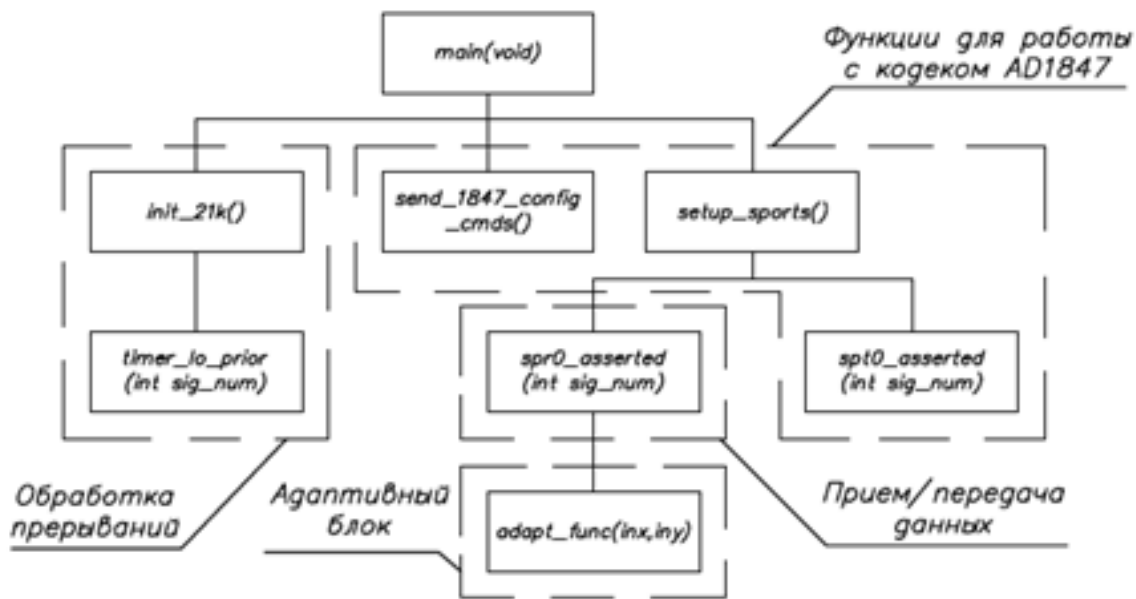 main(void)
Функции для работы
с кодеком AD1847
init_21k()
send_1847_config
_cmds()
setup_sports()
timer_lo_prior
(int sig_num)
spr0_asserted
(int sig_num)
spt0_asserted
(int sig_num)
Обработка
прерываний
Адаптивный
блок
adapt_func(inx,iny)
Прием/передача
данных